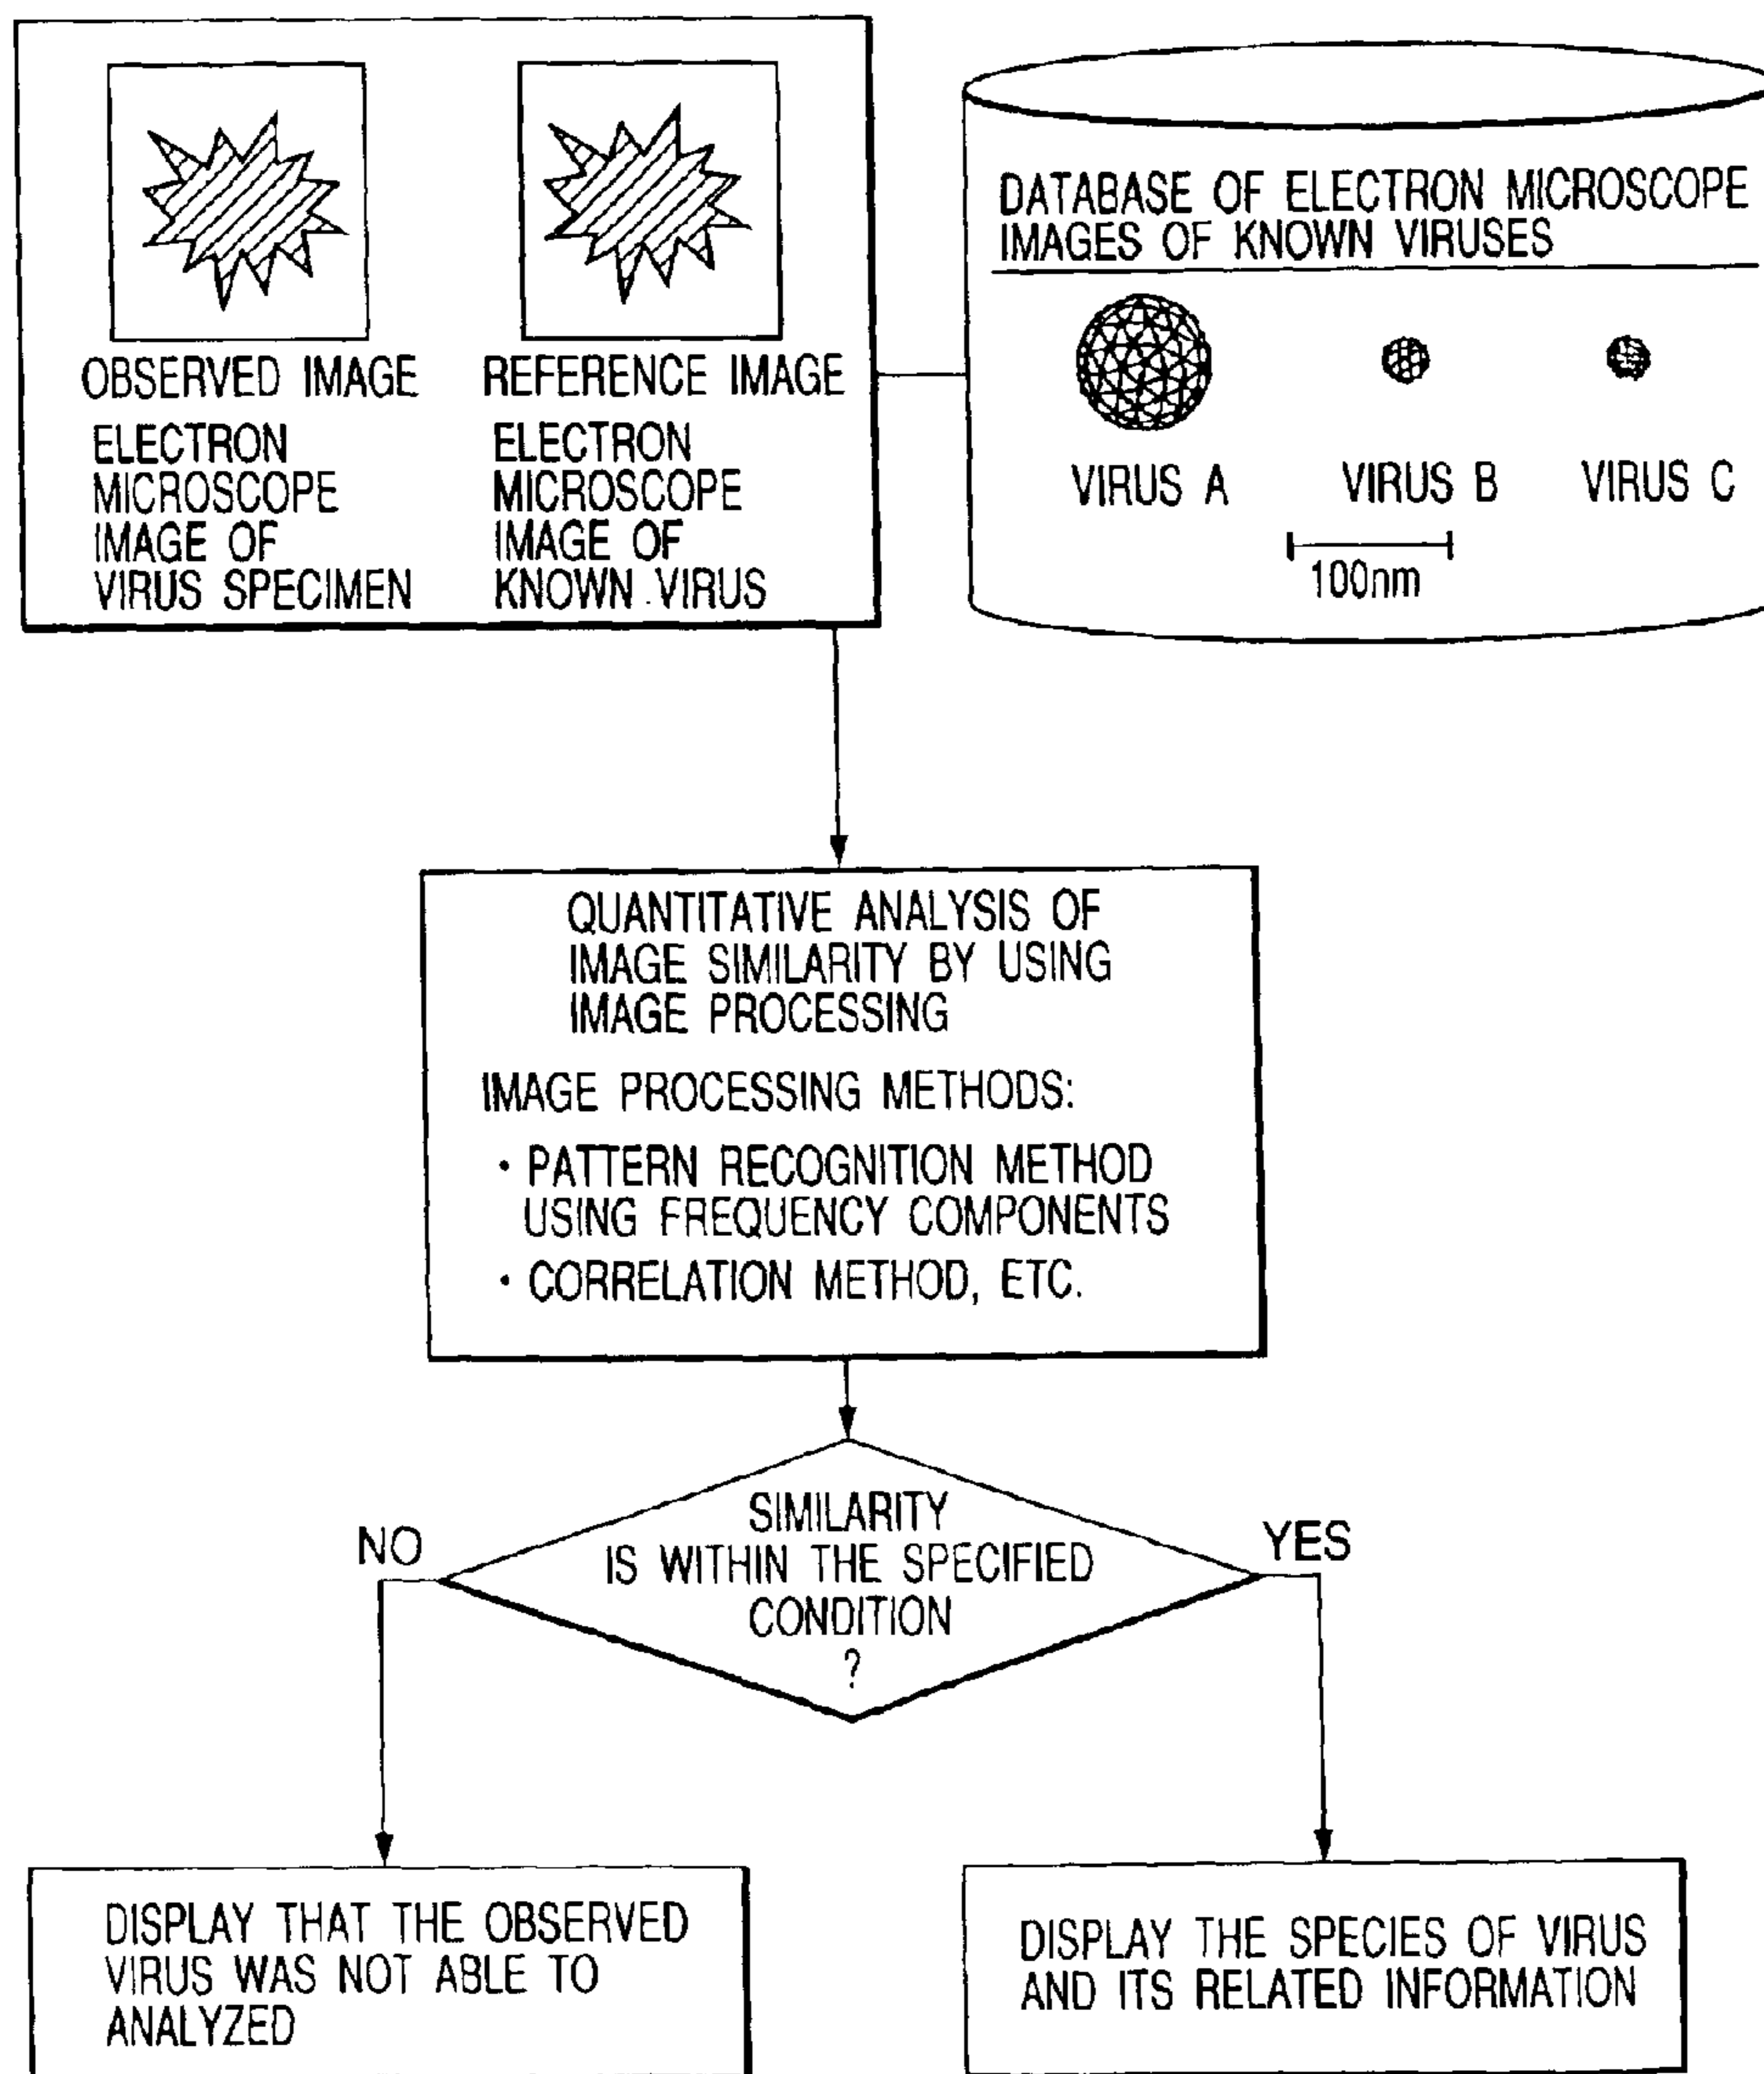 OBSERVED IMAGE
ELECTRON
MICROSCOPE
IMAGE OF
VIRUS SPECIMEN
REFERENCE IMAGE
ELECTRON
MICROSCOPE
IMAGE OF
KNOWN VIRUS
DATABASE OF ELECTRON MICROSCOPE
IMAGES OF KNOWN VIRUSES
VIRUS A
VIRUS B
VIRUS C
100nm
QUANTITATIVE ANALYSIS OF
IMAGE SIMILARITY BY USING
IMAGE PROCESSING
IMAGE PROCESSING METHODS:
• PATTERN RECOGNITION METHOD
USING FREQUENCY COMPONENTS
• CORRELATION METHOD, ETC.
SIMILARITY
IS WITHIN THE SPECIFIED
CONDITION
?
NO
YES
DISPLAY THAT THE OBSERVED
VIRUS WAS NOT ABLE TO
ANALYZED
DISPLAY THE SPECIES OF VIRUS
AND ITS RELATED INFORMATION